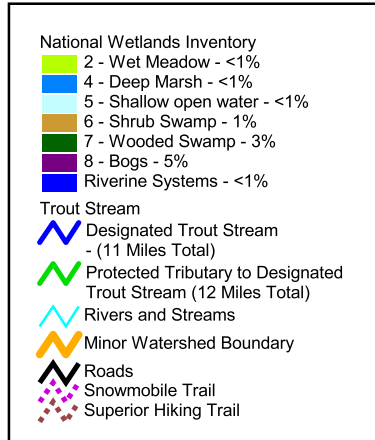 National Wetlands Inventory
2 - Wet Meadow - <1%
4 - Deep Marsh - <1%
5 - Shallow open water - <1%
6 - Shrub Swamp - 1%
7 - Wooded Swamp - 3%
8 - Bogs - 5%
Riverine Systems - <1%
Trout Stream
Designated Trout Stream
- (11 Miles Total)
Protected Tributary to Designated
Trout Stream (12 Miles Total)
Rivers and Streams
Minor Watershed Boundary
Roads
Snowmobile Trail
Superior Hiking Trail